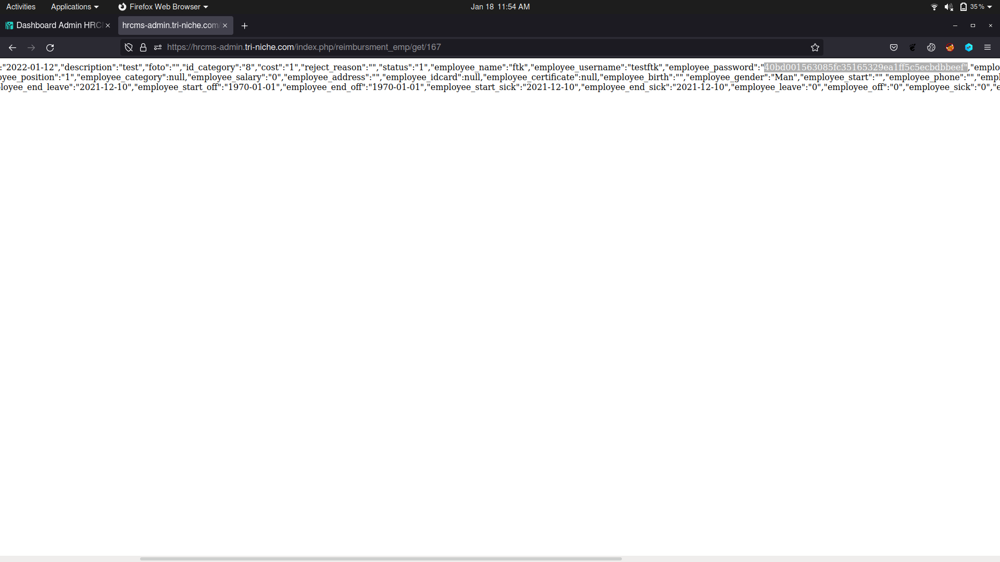 Activities Applications Firefox Web Browser Jan 18 11:54 AM 35 %
Dashboard Admin HRC hrcms-admin.tri-niche.com/
https://hrcms-admin.tri-niche.com/index.php/reimbursment_emp/get/167
:"2022-01-12","description":"test","foto":"","id_category":"8","cost":"1","reject_reason":"","status":"1","employee_name":"ftk","employee_username":"testftk","employee_password":"40bd001563085fc35165329ea1ff5c5ecbdbbeef","emplo
yee_position":"1","employee_category":null,"employee_salary":"0","employee_address":"","employee_idcard":null,"employee_certificate":null,"employee_birth":"","employee_gender":"Man","employee_start":"","employee_phone":"","empl
loyee_end_leave":"2021-12-10","employee_start_off":"1970-01-01","employee_end_off":"1970-01-01","employee_start_sick":"2021-12-10","employee_end_sick":"2021-12-10","employee_leave":"0","employee_off":"0","employee_sick":"0","e